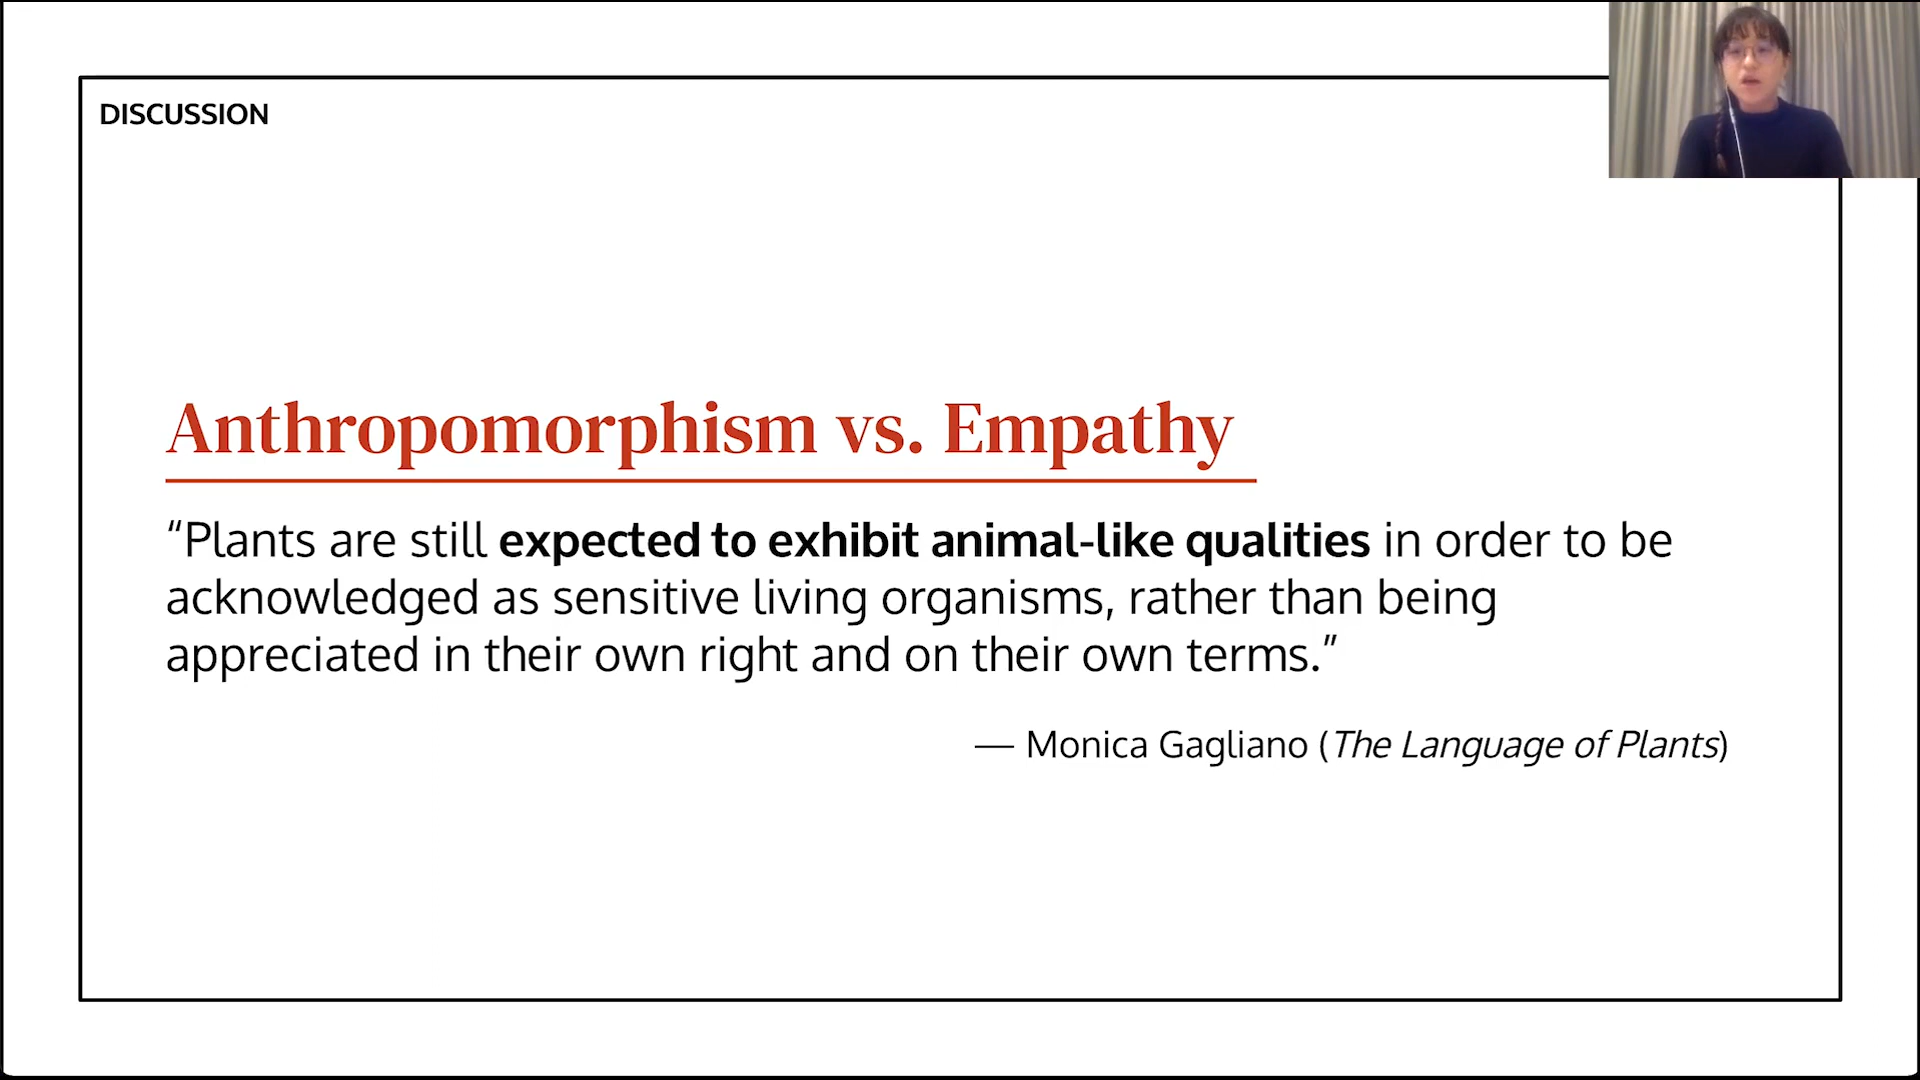 DISCUSSION
Anthropomorphism vs. Empathy
“Plants are still expected to exhibit animal-like qualities in order to be
acknowledged as sensitive living organisms, rather than being
appreciated in their own right and on their own terms.”
— Monica Gagliano (The Language of Plants)